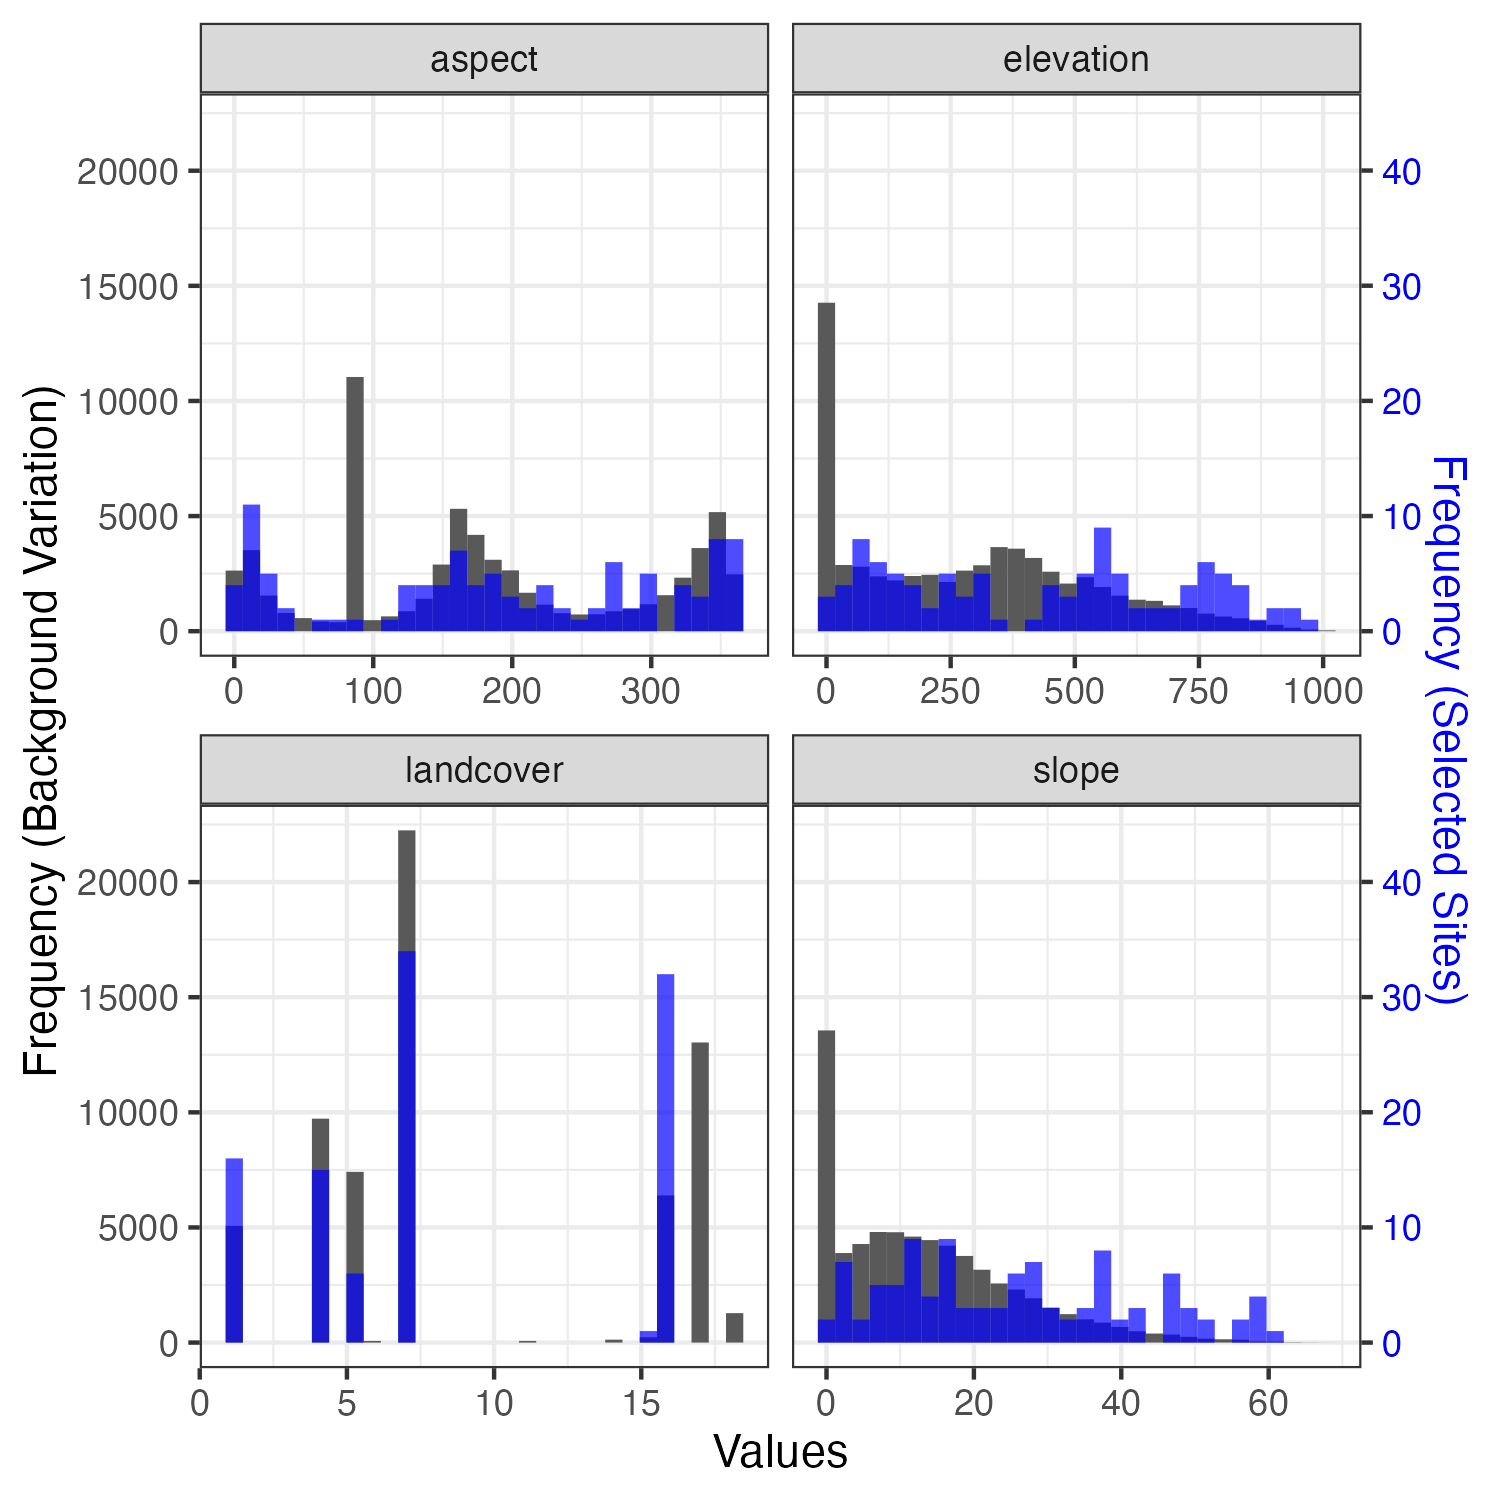 aspect
elevation
20000
15000
10000
5000
0
40
30
20
10
0
0 100 200 300
0 250 500 750 1000
landcover
slope
20000
15000
10000
5000
0
40
30
20
10
0
0 5 10 15
0 20 40 60
Values
Frequency (Background Variation)
Frequency (Selected Sites)